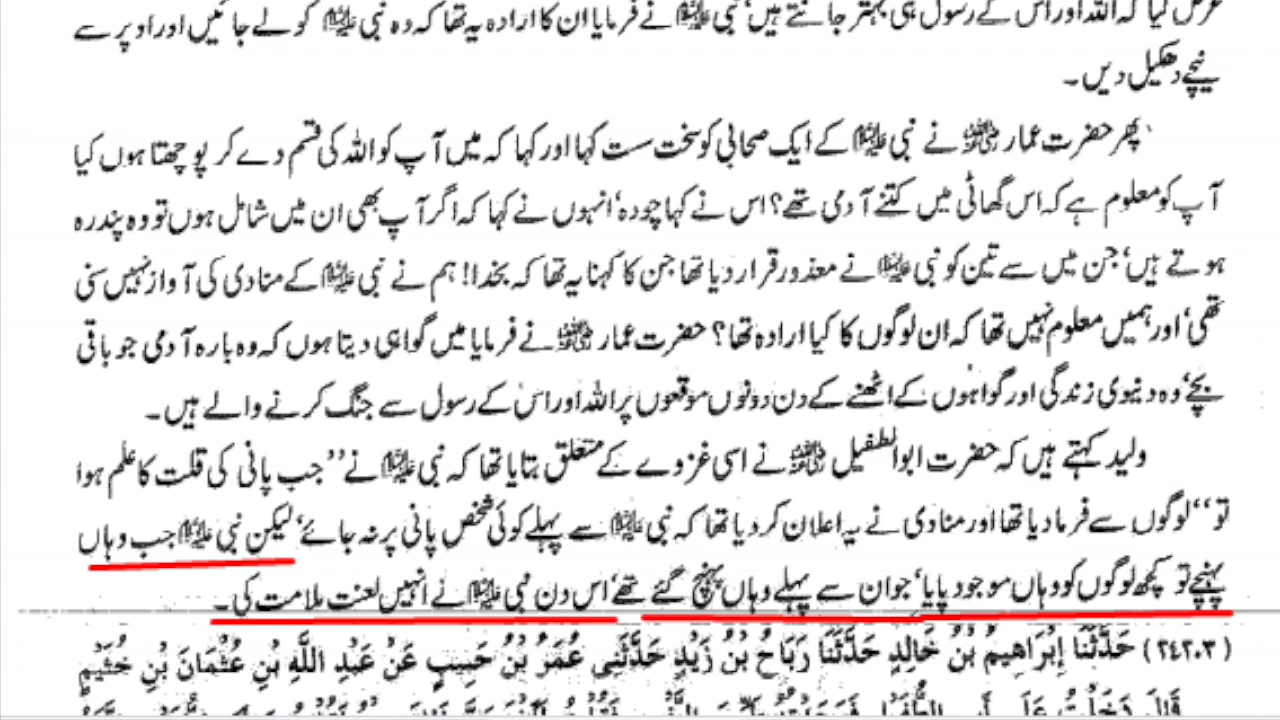 عرض کیا کہ اللہ اور اس کے رسول ہی بہتر جانتے ہیں، نبی علیہ السلام نے فرمایا ان کا ارادہ یہ تھا کہ وہ نبی علیہ السلام کو لے جائیں اور اوپر سے
نیچے دھکیل دیں۔
پھر حضرت عمار رضی اللہ عنہ نے نبی علیہ السلام کے ایک صحابی کو سخت ست کہا اور کہا کہ میں آپ کو اللہ کی قسم دے کر پوچھتا ہوں کیا
آپ کو معلوم ہے کہ اس گھاٹی میں کتنے آدمی تھے؟ اس نے کہا چودہ، انہوں نے کہا کہ اگر آپ بھی ان میں شامل ہوں تو وہ پندرہ
ہوتے ہیں، جن میں سے تین کو نبی علیہ السلام نے معذور قرار دیا تھا جن کا کہنا یہ تھا کہ بخدا! ہم نے نبی علیہ السلام کے منادی کی آواز نہیں سنی
تھی، اور ہمیں معلوم نہیں تھا کہ ان لوگوں کا کیا ارادہ تھا؟ حضرت عمار رضی اللہ عنہ نے فرمایا میں گواہی دیتا ہوں کہ وہ بارہ آدمی جو باقی
بچے، وہ دنیوی زندگی اور گواہوں کے اٹھنے کے دن دونوں موقعوں پر اللہ اور اس کے رسول سے جنگ کرنے والے ہیں۔
ولید کہتے ہیں کہ حضرت ابوالطفیل رضی اللہ عنہ نے اسی غزوے کے متعلق بتایا تھا کہ نبی علیہ السلام نے ’’جب پانی کی قلت کا علم ہوا
تو‘‘ لوگوں سے فرما دیا تھا اور منادی نے یہ اعلان کر دیا تھا کہ نبی علیہ السلام سے پہلے کوئی شخص پانی پر نہ جائے، لیکن نبی علیہ السلام جب وہاں
پہنچے تو کچھ لوگوں کو وہاں موجود پایا، جو ان سے پہلے وہاں پہنچ گئے تھے، اس دن نبی علیہ السلام نے انہیں لعنت ملامت کی۔
(٢٤٢٠٣) حَدَّثَنَا إِبْرَاهِيمُ بْنُ خَالِدٍ حَدَّثَنَا رَبَاحُ بْنُ زَيْدٍ حَدَّثَنِي عُمَرُ بْنُ حَبِيبٍ عَنْ عَبْدِ اللَّهِ بْنِ عُثْمَانَ بْنِ خُثَيْمٍ
قَالَ دَخَلْتُ عَلَى أَبِي الطُّفَيْلِ